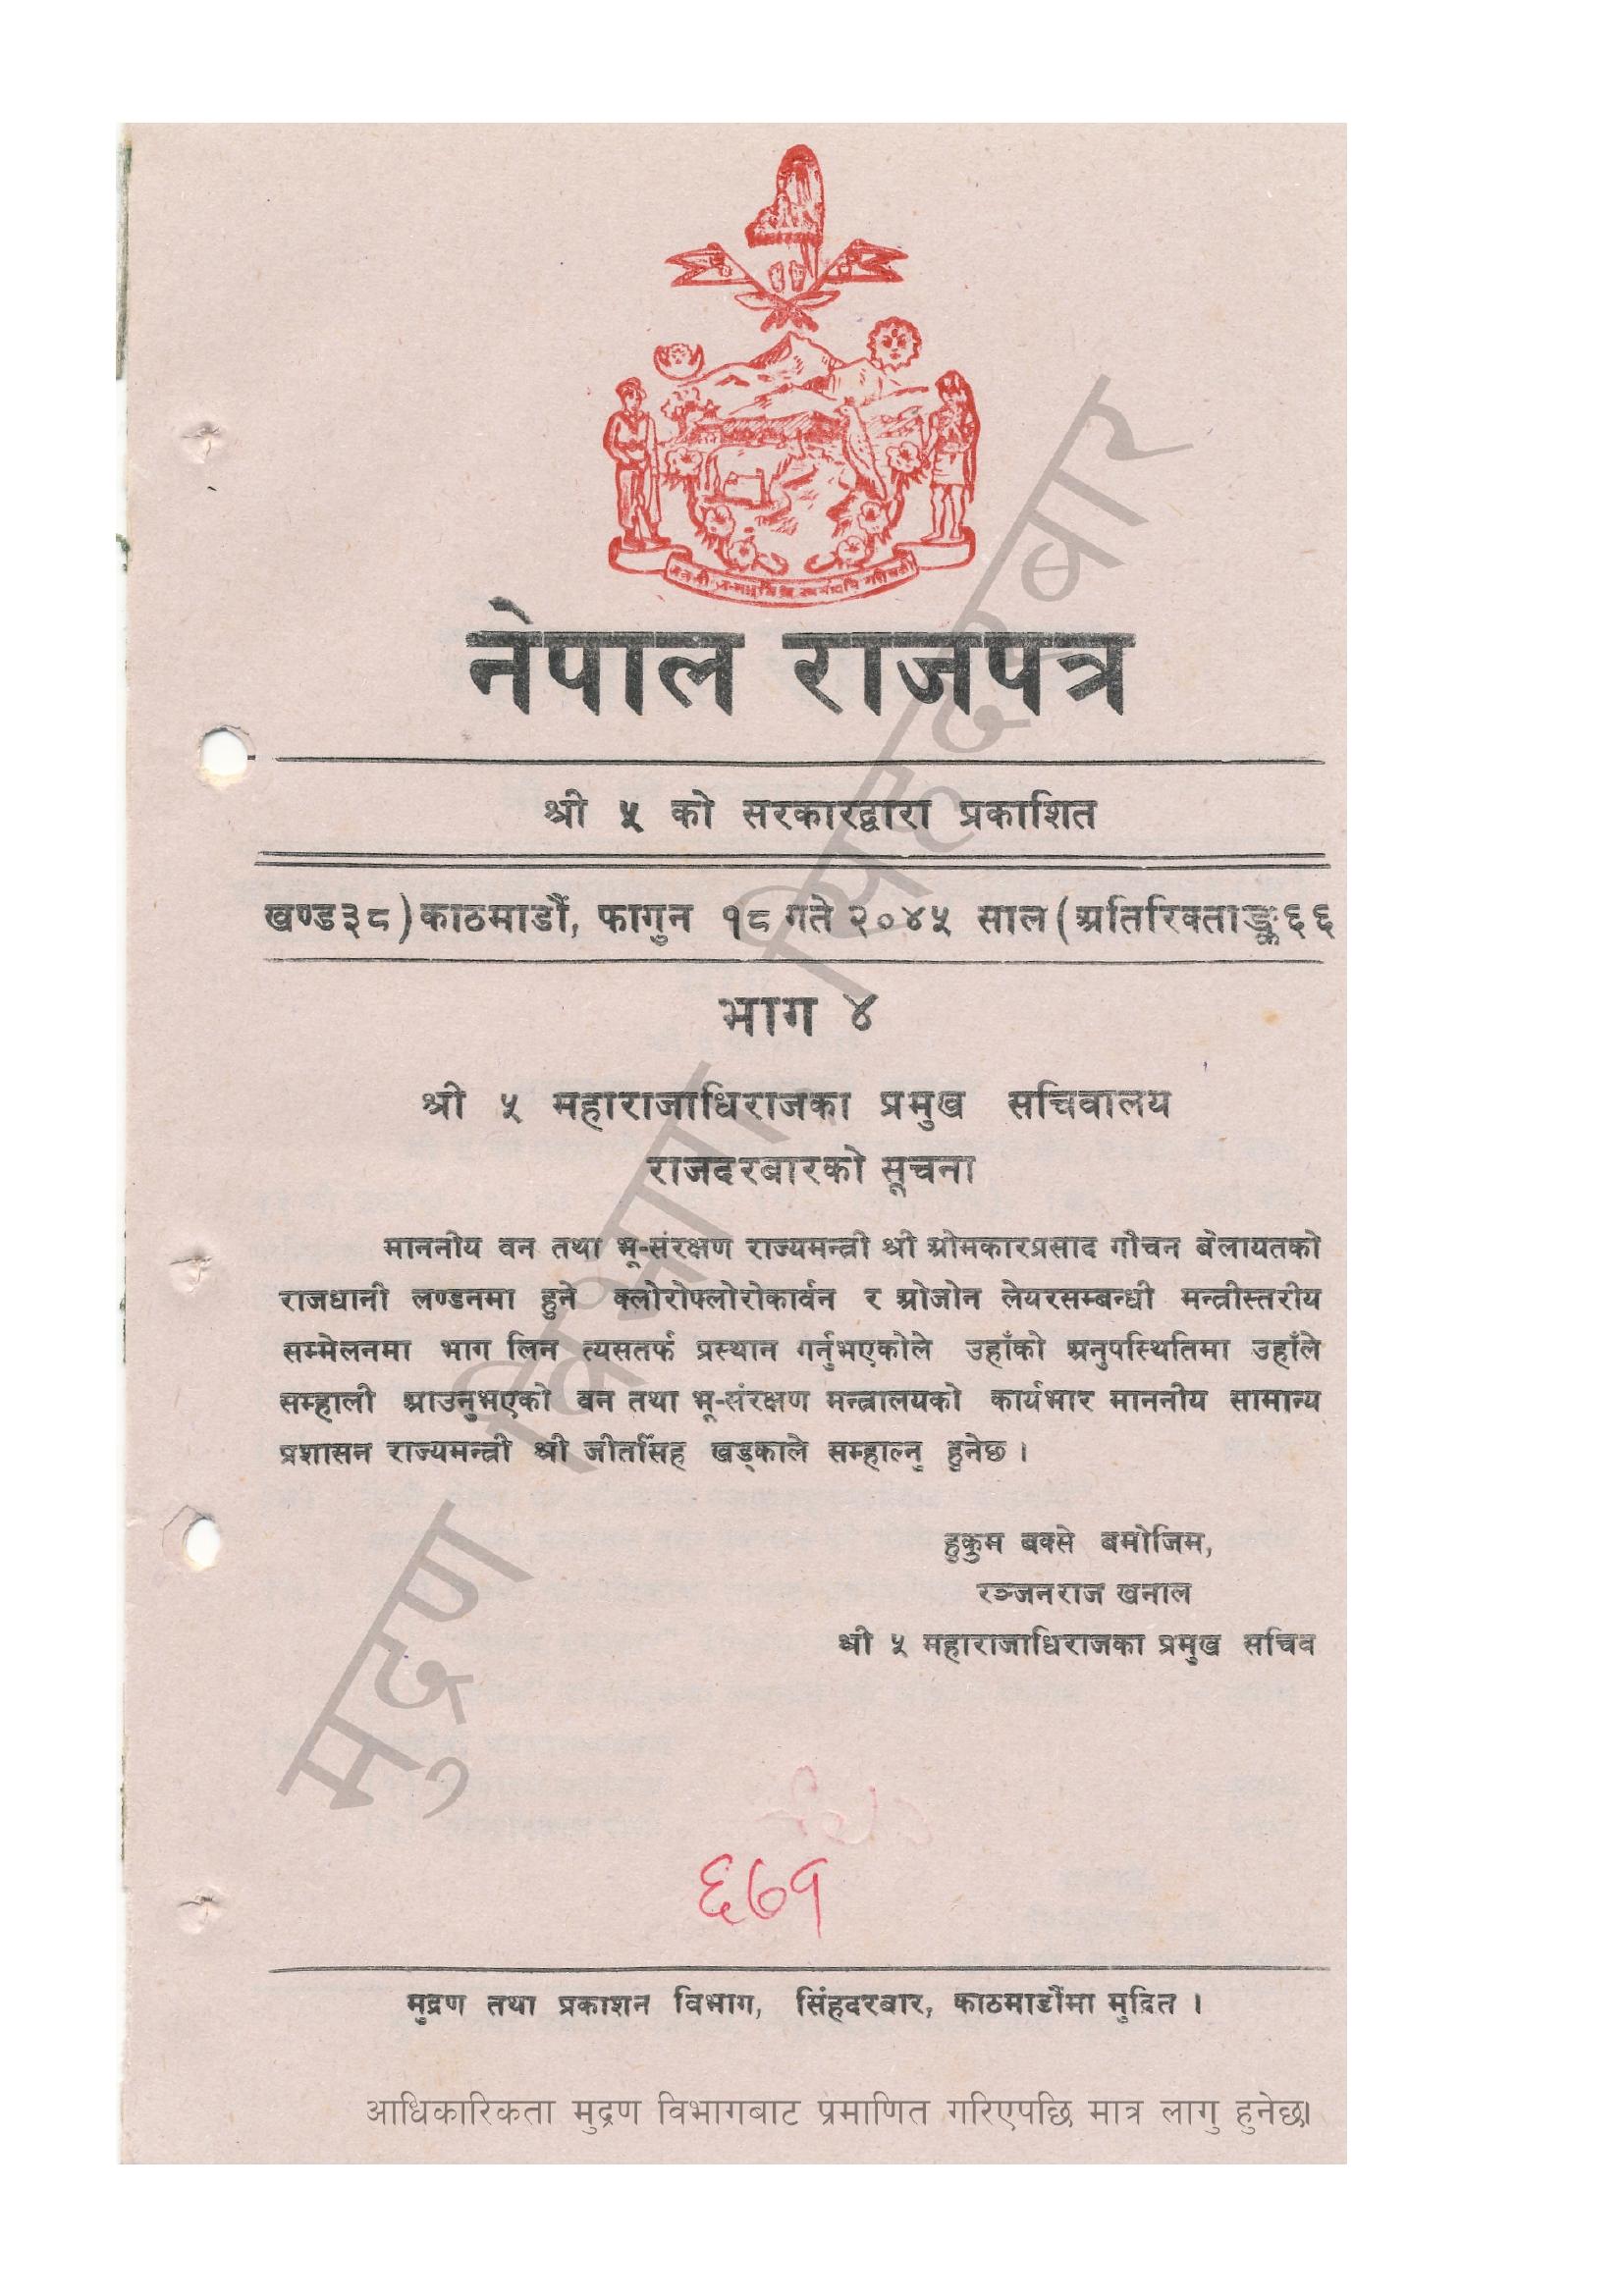 नेपाल राजपत्र
श्री ५ को सरकारद्वारा प्रकाशित
खण्ड३८) काठमाडौं, फागुन १८ गते २०४५ साल (अतिरिक्ताङ्क६६
भाग ४
श्री ५ महाराजाधिराजका प्रमुख सचिवालय
राजदरबारको सूचना
माननीय वन तथा भू-संरक्षण राज्यमन्त्री श्री ओमकारप्रसाद गौचन बेलायतको
राजधानी लण्डनमा हुने क्लोरोफ्लोरोकार्वन र ओजोन लेयरसम्बन्धी मन्त्रीस्तरीय
सम्मेलनमा भाग लिन त्यसतर्फ प्रस्थान गर्नुभएकोले उहाँको अनुपस्थितिमा उहाँले
सम्हाली आउनुभएको वन तथा भू-संरक्षण मन्त्रालयको कार्यभार माननीय सामान्य
प्रशासन राज्यमन्त्री श्री जीतसिंह खड्काले सम्हाल्नु हुनेछ ।
हुकुम बक्से बमोजिम,
रञ्जनराज खनाल
श्री ५ महाराजाधिराजका प्रमुख सचिव
६७१
मुद्रण तथा प्रकाशन विभाग, सिंहदरबार, काठमाडौंमा मुद्रित ।
आधिकारिकता मुद्रण विभागबाट प्रमाणित गरिएपछि मात्र लागु हुनेछ।
मुद्रण विभाग, सिंहदरबार